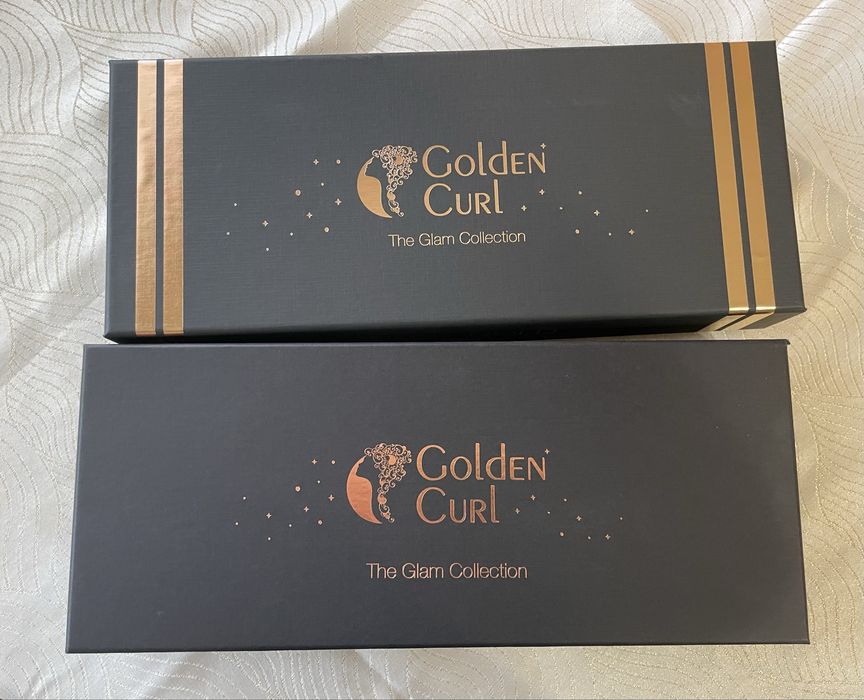 Golden
Curl
The Glam Collection
Golden
Curl
The Glam Collection